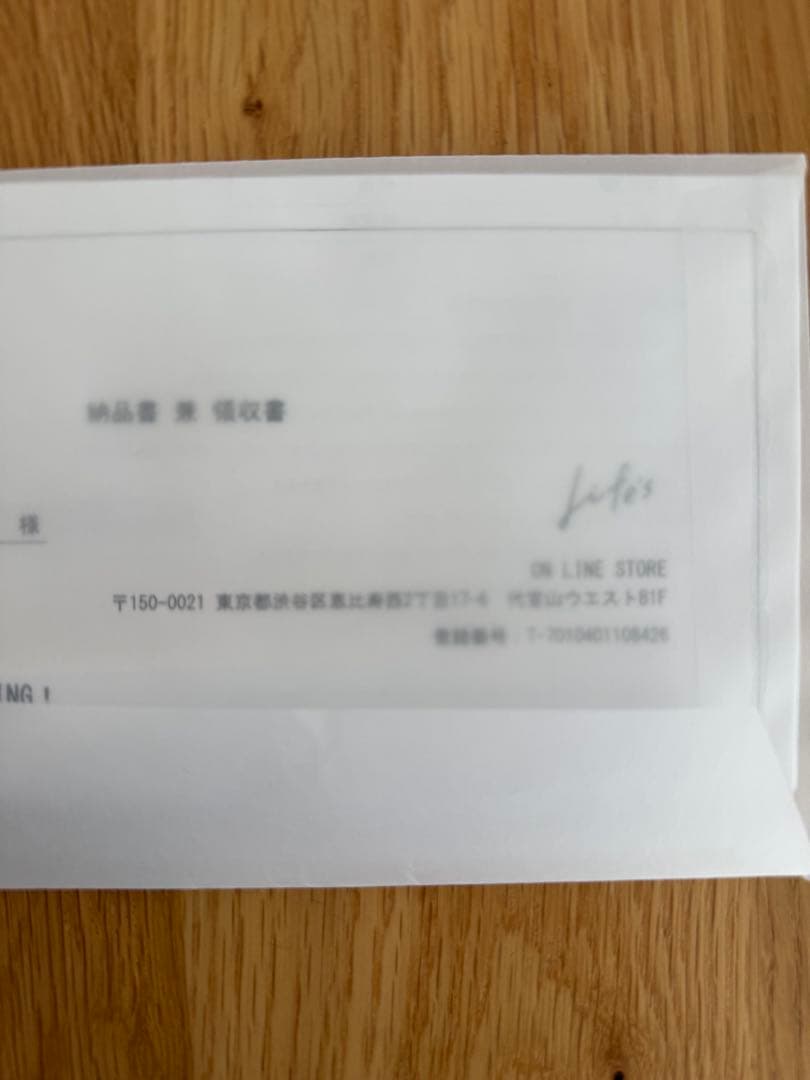 納品書 兼 領収書
様
Life's
ON LINE STORE
〒150-0021 東京都渋谷区恵比寿西2丁目17-4 代官山ウエストB1F
登録番号：T-7010401108426
ING！